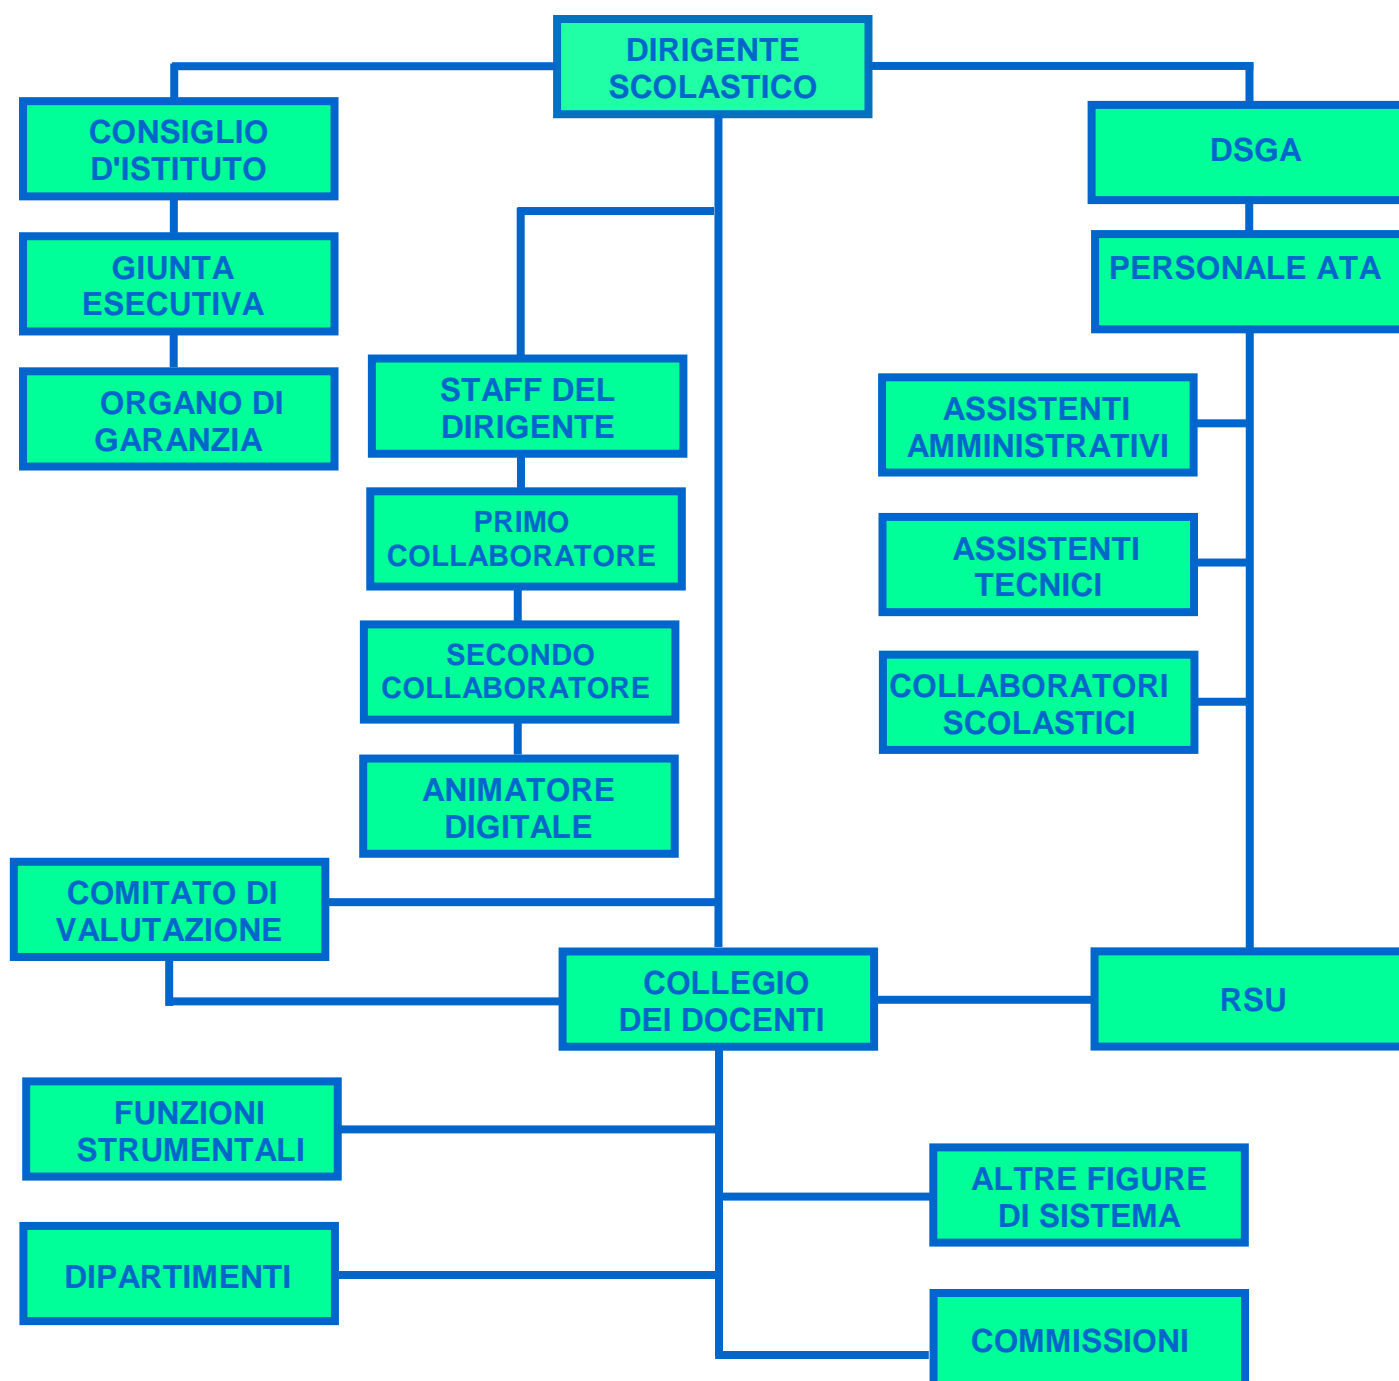 DIRIGENTE
SCOLASTICO
CONSIGLIO
D'ISTITUTO
DSGA
GIUNTA
ESECUTIVA
PERSONALE ATA
ORGANO DI
GARANZIA
STAFF DEL
DIRIGENTE
ASSISTENTI
AMMINISTRATIVI
PRIMO
COLLABORATORE
ASSISTENTI
TECNICI
SECONDO
COLLABORATORE
COLLABORATORI
SCOLASTICI
ANIMATORE
DIGITALE
COMITATO DI
VALUTAZIONE
COLLEGIO
DEI DOCENTI
RSU
FUNZIONI
STRUMENTALI
ALTRE FIGURE
DI SISTEMA
DIPARTIMENTI
COMMISSIONI